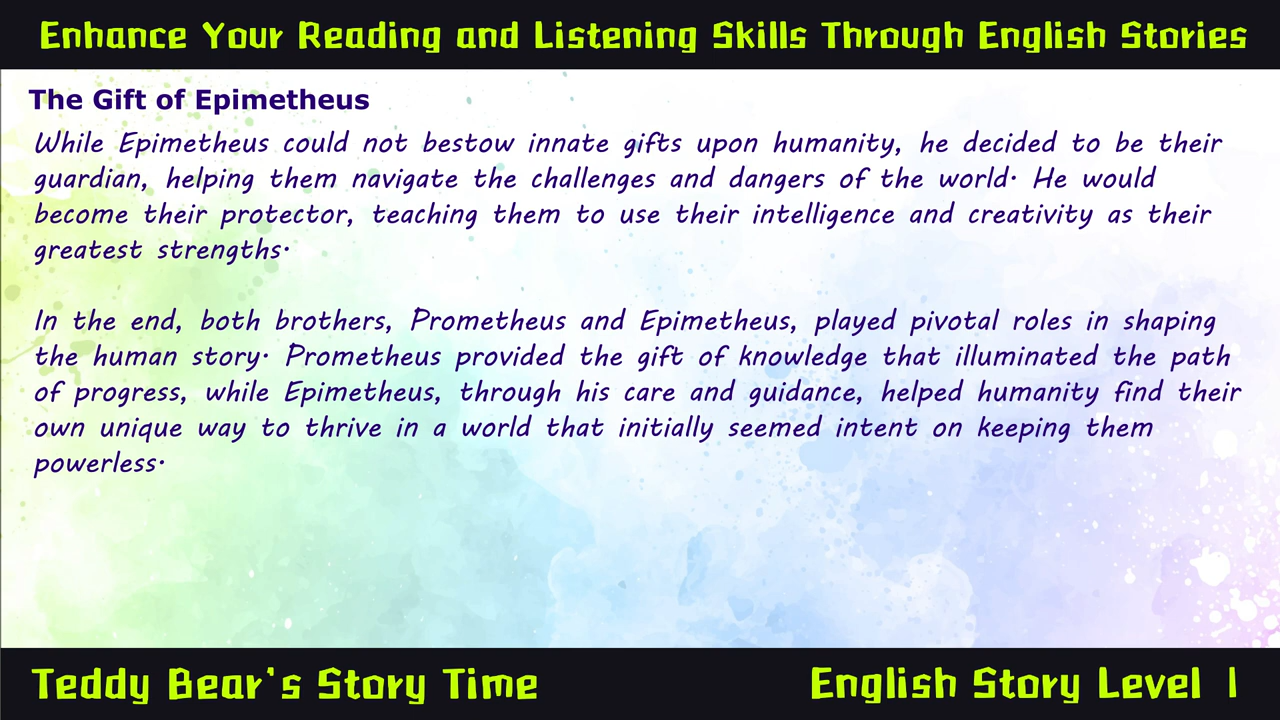 Enhance Your Reading and Listening Skills Through English Stories
The Gift of Epimetheus
While Epimetheus could not bestow innate gifts upon humanity, he decided to be their
guardian, helping them navigate the challenges and dangers of the world. He would
become their protector, teaching them to use their intelligence and creativity as their
greatest strengths.
In the end, both brothers, Prometheus and Epimetheus, played pivotal roles in shaping
the human story. Prometheus provided the gift of knowledge that illuminated the path
of progress, while Epimetheus, through his care and guidance, helped humanity find their
own unique way to thrive in a world that initially seemed intent on keeping them
powerless.
Teddy Bear's Story Time
English Story Level 1